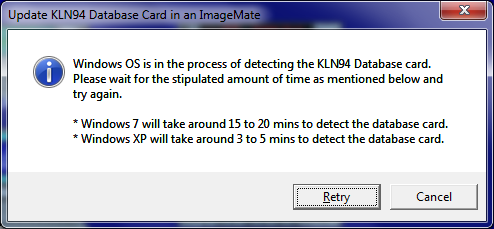 Update KLN94 Database Card in an ImageMate
Windows OS is in the process of detecting the KLN94 Database card.
Please wait for the stipulated amount of time as mentioned below and
try again.
* Windows 7 will take around 15 to 20 mins to detect the database card.
* Windows XP will take around 3 to 5 mins to detect the database card.
Retry
Cancel